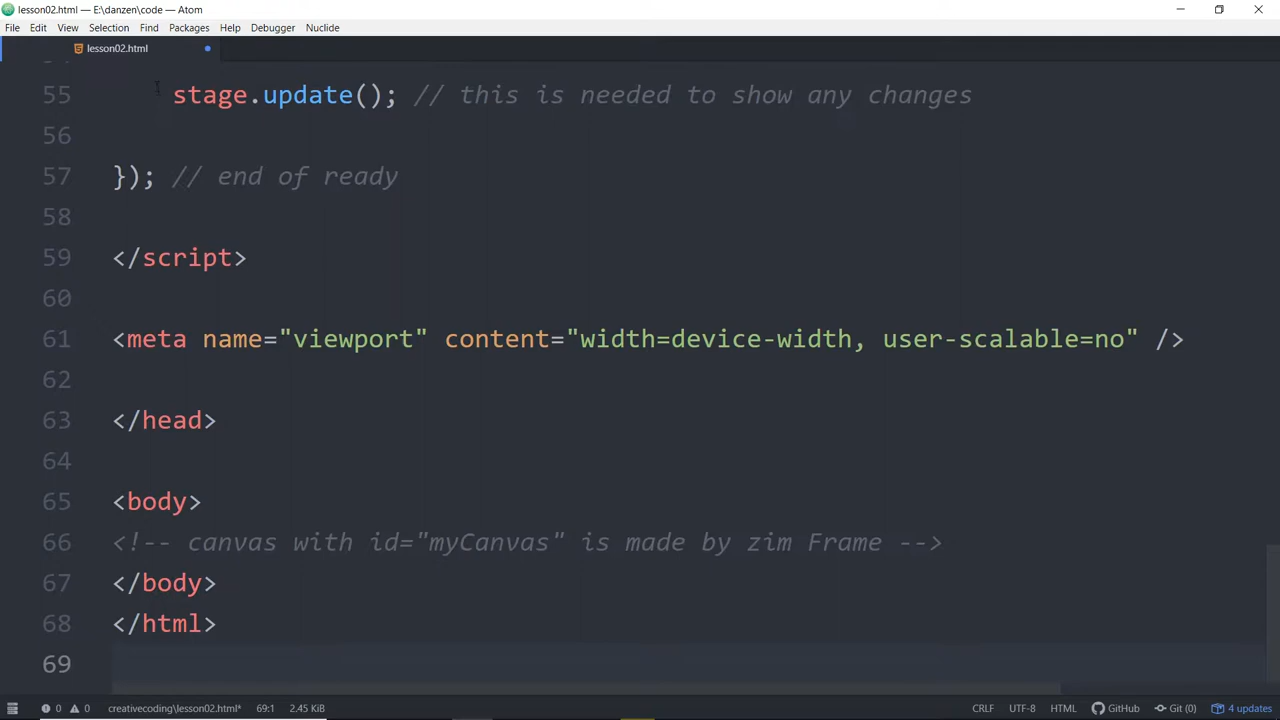 lesson02.html — E:\danzen\code — Atom
File Edit View Selection Find Packages Help Debugger Nuclide
lesson02.html
55 stage.update(); // this is needed to show any changes
56
57 }); // end of ready
58
59 </script>
60
61 <meta name="viewport" content="width=device-width, user-scalable=no" />
62
63 </head>
64
65 <body>
66 <!-- canvas with id="myCanvas" is made by zim Frame -->
67 </body>
68 </html>
69
0 0 creativecoding\lesson02.html* 69:1 2.45 KiB CRLF UTF-8 HTML GitHub Git (0) 4 updates